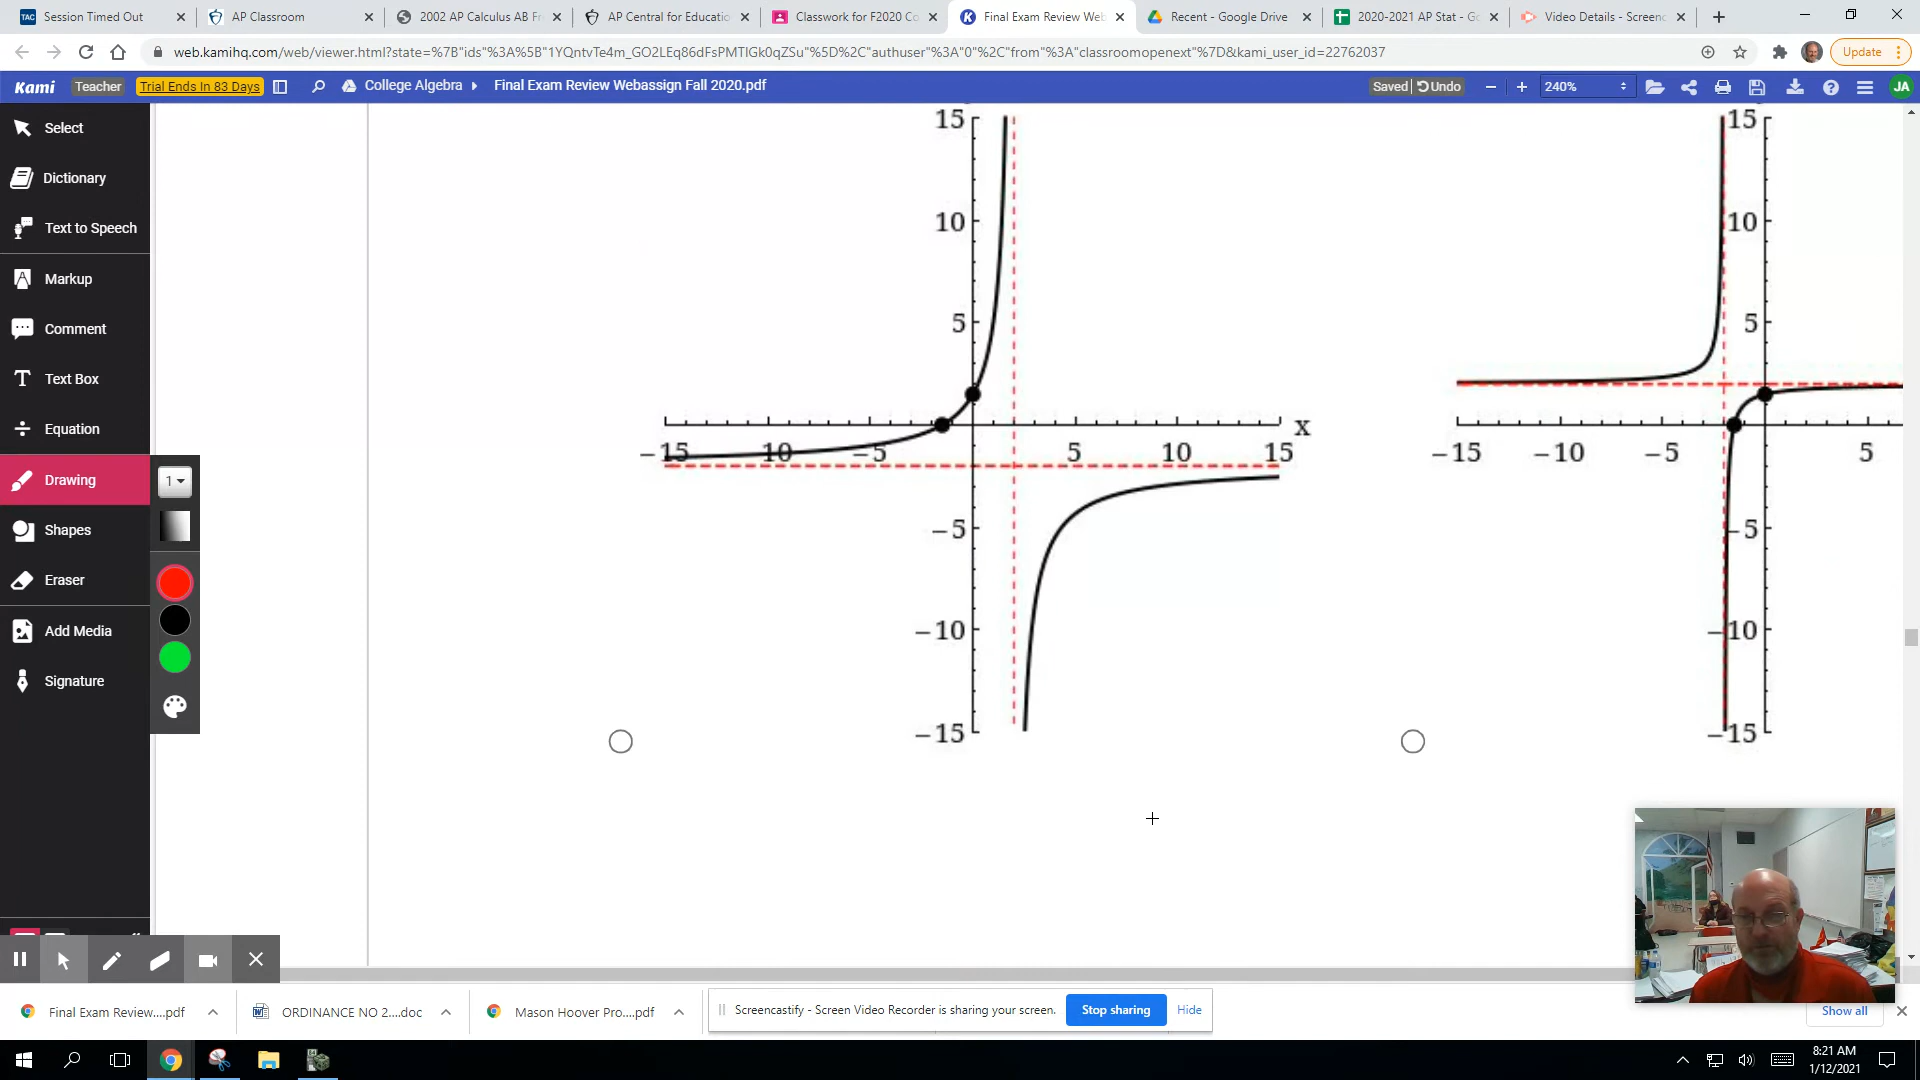 Session Timed Out
AP Classroom
2002 AP Calculus AB Fr
AP Central for Educatio
Classwork for F2020 Co
Final Exam Review Web
Recent - Google Drive
2020-2021 AP Stat - Go
Video Details - Screenc
web.kamihq.com/web/viewer.html?state=%7B"ids"%3A%5B"1YQntvTe4m_GO2LEq86dFsPMTIGk0qZSu"%5D%2C"authuser"%3A"0"%2C"from"%3A"classroomopenext"%7D&kami_user_id=22762037
Update
Kami Teacher Trial Ends In 83 Days College Algebra Final Exam Review Webassign Fall 2020.pdf Saved Undo 240% JA
Select
Dictionary
Text to Speech
Markup
Comment
Text Box
Equation
Drawing
Shapes
Eraser
Add Media
Signature
1
15
10
5
x
−15 −10 −5 5 10 15
−5
−10
−15
15
10
5
−15 −10 −5 5
−5
−10
−15
Final Exam Review....pdf
ORDINANCE NO 2....doc
Mason Hoover Pro....pdf
Screencastify - Screen Video Recorder is sharing your screen.
Stop sharing
Hide
Show all
8:21 AM
1/12/2021